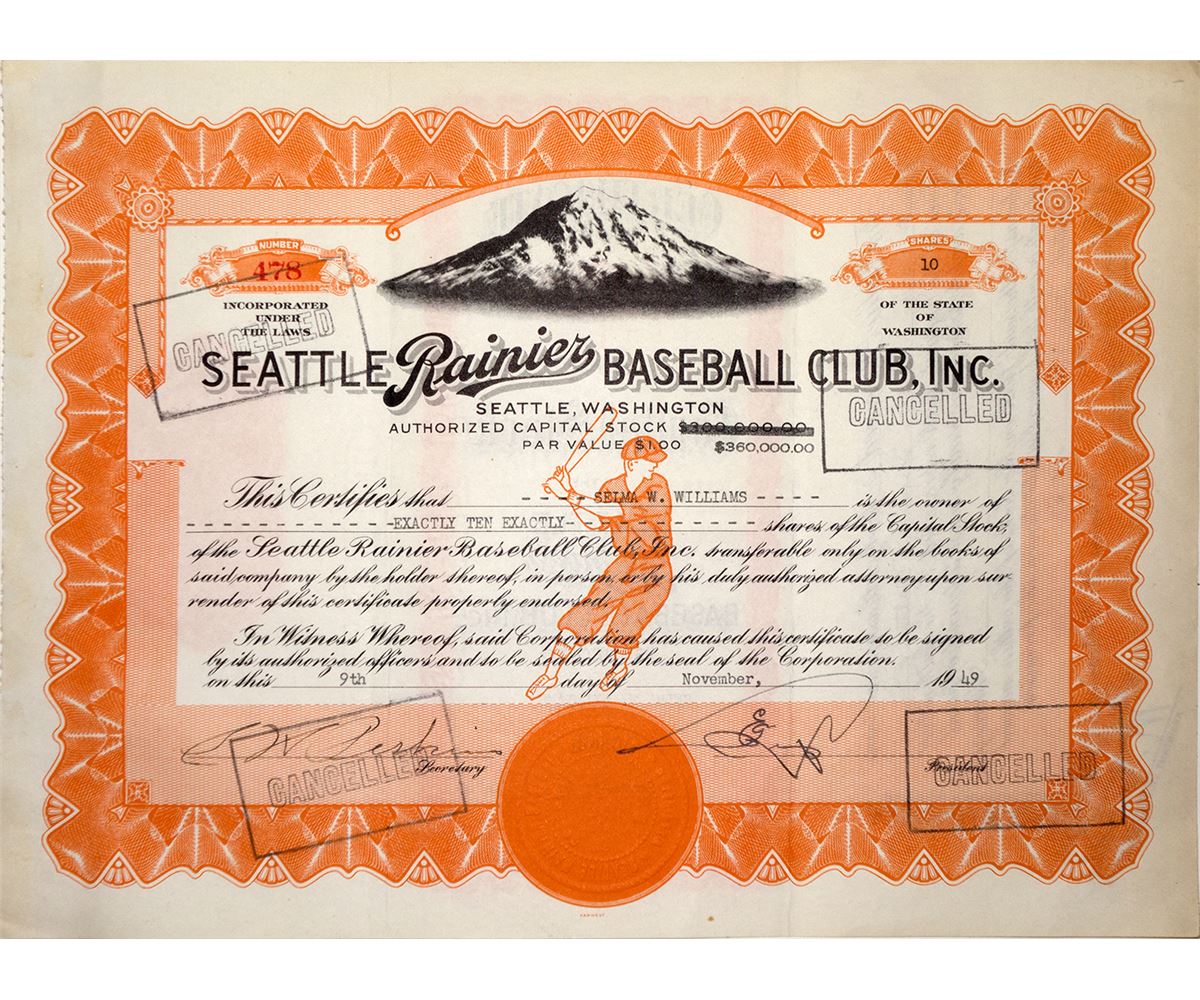 NUMBER
478
SHARES
10
INCORPORATED
UNDER
THE LAWS
OF THE STATE
OF
WASHINGTON
CANCELLED
SEATTLE Rainier BASEBALL CLUB, INC.
CANCELLED
SEATTLE, WASHINGTON
AUTHORIZED CAPITAL STOCK $300,000.00
PAR VALUE $1.00 $360,000.00
This Certifies that - - - - - SELMA W. WILLIAMS - - - - is the owner of
- - - - - - - - - - - - - -EXACTLY TEN EXACTLY- - - - - - - - - - - - - shares of the Capital Stock,
of the Seattle Rainier Baseball Club, Inc. transferable only on the books of
said company by the holder thereof, in person, or by his duly authorized attorney upon sur-
render of this certificate properly endorsed.
In Witness Whereof, said Corporation has caused this certificate to be signed
by its authorized officers and to be sealed by the seal of the Corporation.
on this 9th day of November, 19 49
Secretary
President
CANCELLED
CANCELLED